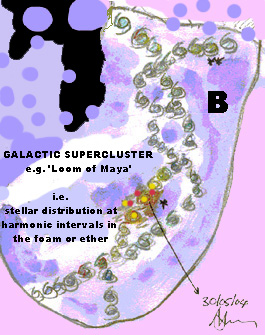 B
GALACTIC SUPERCLUSTER
e.g. 'Loom of Maya'
i.e.
stellar distribution at
harmonic intervals in
the foam or ether
30/05/04